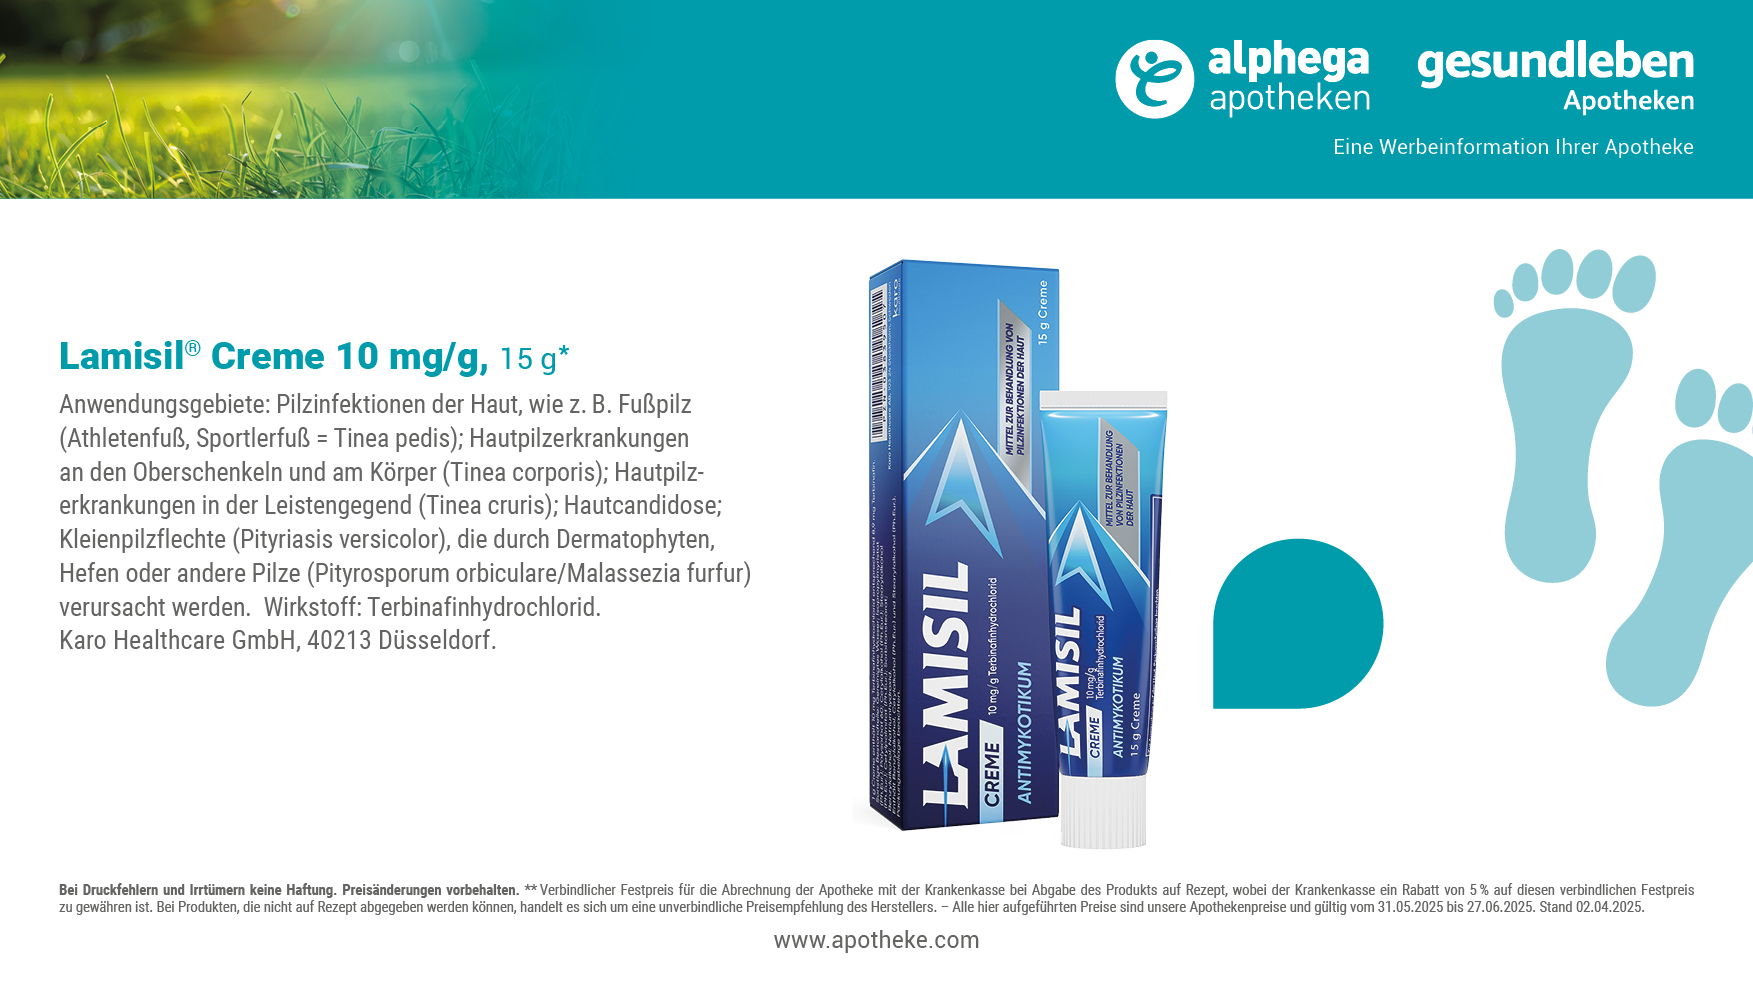 alphega
apotheken
gesundleben
Apotheken
Eine Werbeinformation Ihrer Apotheke
Lamisil® Creme 10 mg/g, 15 g*
Anwendungsgebiete: Pilzinfektionen der Haut, wie z. B. Fußpilz
(Athletenfuß, Sportlerfuß = Tinea pedis); Hautpilzerkrankungen
an den Oberschenkeln und am Körper (Tinea corporis); Hautpilz-
erkrankungen in der Leistengegend (Tinea cruris); Hautcandidose;
Kleienpilzflechte (Pityriasis versicolor), die durch Dermatophyten,
Hefen oder andere Pilze (Pityrosporum orbiculare/Malassezia furfur)
verursacht werden.  Wirkstoff: Terbinafinhydrochlorid.
Karo Healthcare GmbH, 40213 Düsseldorf.
karo
15 g Creme
MITTEL ZUR BEHANDLUNG VON
PILZINFEKTIONEN DER HAUT
LAMISIL
10 mg/g Terbinafinhydrochlorid
CREME
ANTIMYKOTIKUM
MITTEL ZUR BEHANDLUNG
VON PILZINFEKTIONEN
DER HAUT
LAMISIL
10 mg/g
Terbinafinhydrochlorid
CREME
ANTIMYKOTIKUM
15 g Creme
Bei Druckfehlern und Irrtümern keine Haftung. Preisänderungen vorbehalten. ** Verbindlicher Festpreis für die Abrechnung der Apotheke mit der Krankenkasse bei Abgabe des Produkts auf Rezept, wobei der Krankenkasse ein Rabatt von 5 % auf diesen verbindlichen Festpreis
zu gewähren ist. Bei Produkten, die nicht auf Rezept abgegeben werden können, handelt es sich um eine unverbindliche Preisempfehlung des Herstellers. – Alle hier aufgeführten Preise sind unsere Apothekenpreise und gültig vom 31.05.2025 bis 27.06.2025. Stand 02.04.2025.
www.apotheke.com